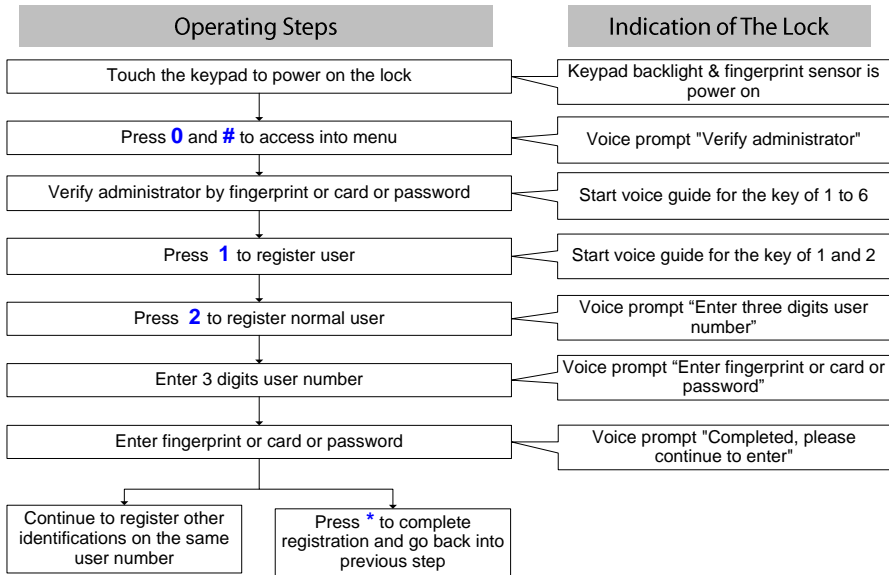 Operating Steps
Indication of The Lock
Touch the keypad to power on the lock
Keypad backlight & fingerprint sensor is
power on
Press 0 and # to access into menu
Voice prompt "Verify administrator"
Verify administrator by fingerprint or card or password
Start voice guide for the key of 1 to 6
Press 1 to register user
Start voice guide for the key of 1 and 2
Press 2 to register normal user
Voice prompt “Enter three digits user
number”
Enter 3 digits user number
Voice prompt “Enter fingerprint or card or
password”
Enter fingerprint or card or password
Voice prompt "Completed, please
continue to enter"
Continue to register other
identifications on the same
user number
Press * to complete
registration and go back into
previous step